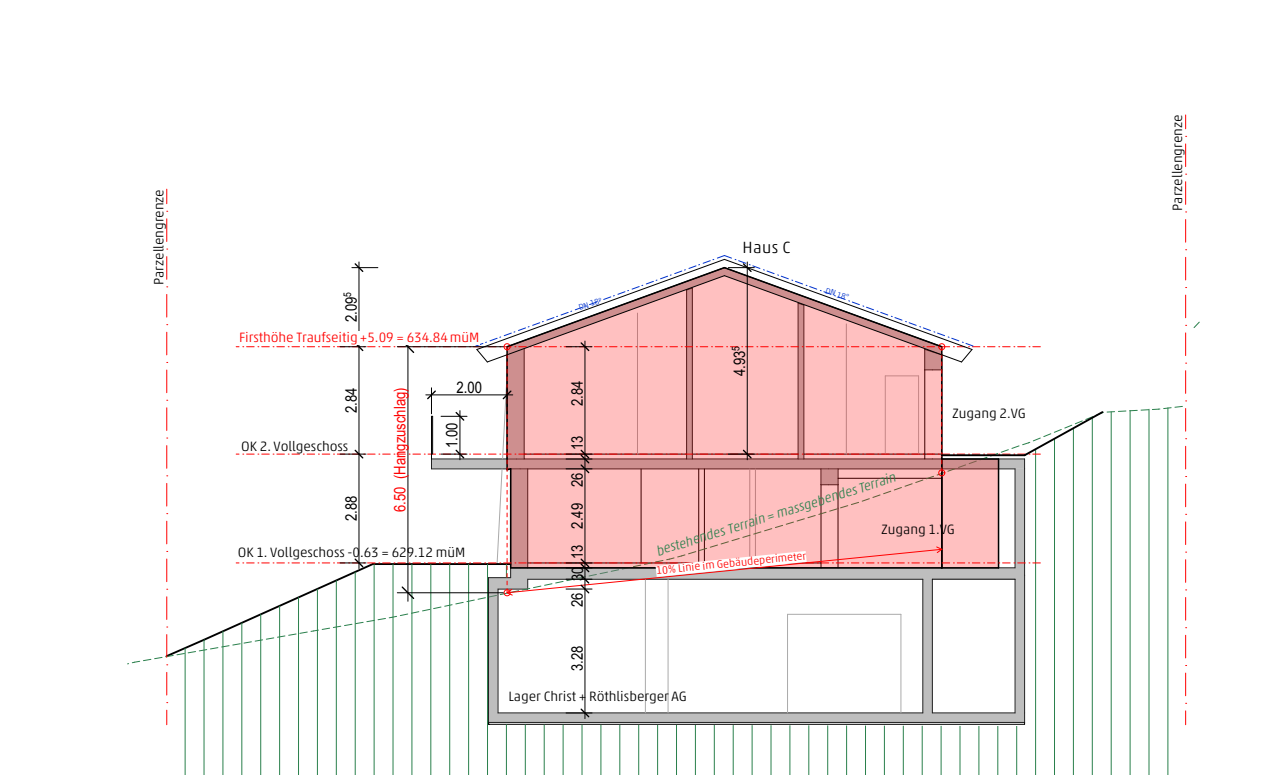 Parzellengrenze
Parzellengrenze
Haus C
DN 18°
DN 18°
2.09⁵
Firsthöhe Traufseitig +5.09 = 634.84 müM
4.93⁵
2.84
2.00
2.84
6.50 (Hangzuschlag)
1.00
Zugang 2.VG
OK 2. Vollgeschoss
13
26
2.88
2.49
bestehendes Terrain = massgebendes Terrain
Zugang 1.VG
OK 1. Vollgeschoss -0.63 = 629.12 müM
13
10% Linie im Gebäudeperimeter
30
26
3.28
Lager Christ + Röthlisberger AG